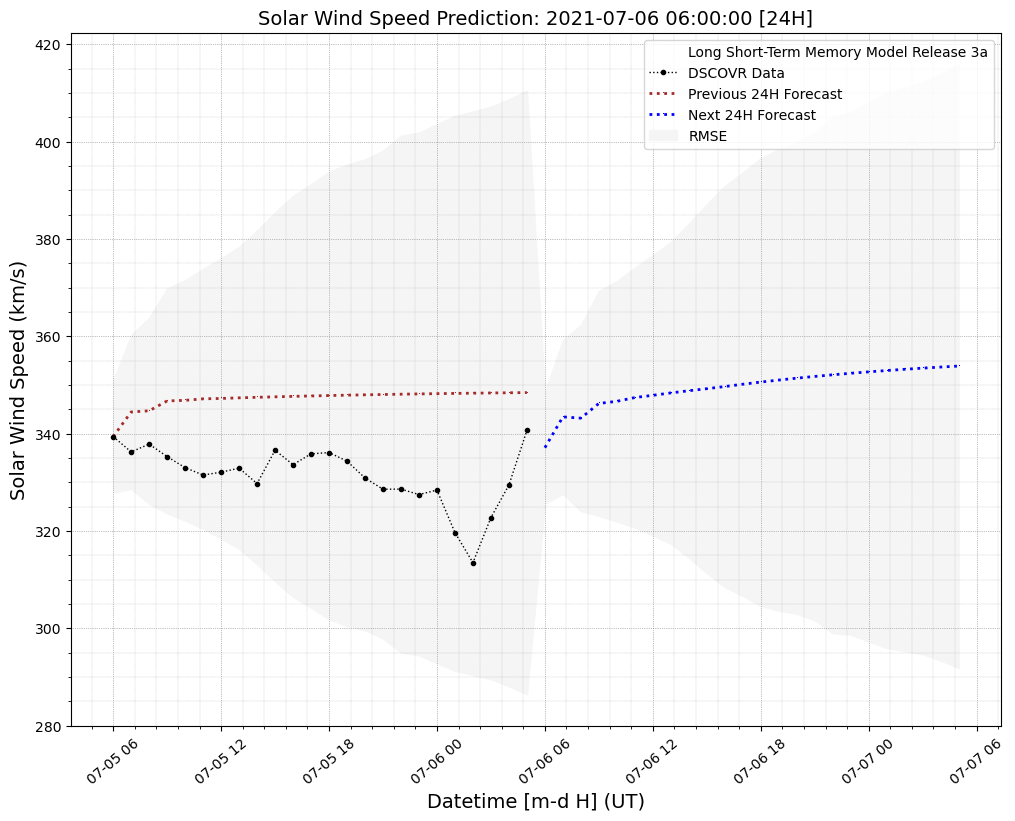 Solar Wind Speed Prediction: 2021-07-06 06:00:00 [24H]
Long Short-Term Memory Model Release 3a
DSCOVR Data
Previous 24H Forecast
Next 24H Forecast
RMSE
Solar Wind Speed (km/s)
420
400
380
360
340
320
300
280
07-05 06
07-05 12
07-05 18
07-06 00
07-06 06
07-06 12
07-06 18
07-07 00
07-07 06
Datetime [m-d H] (UT)